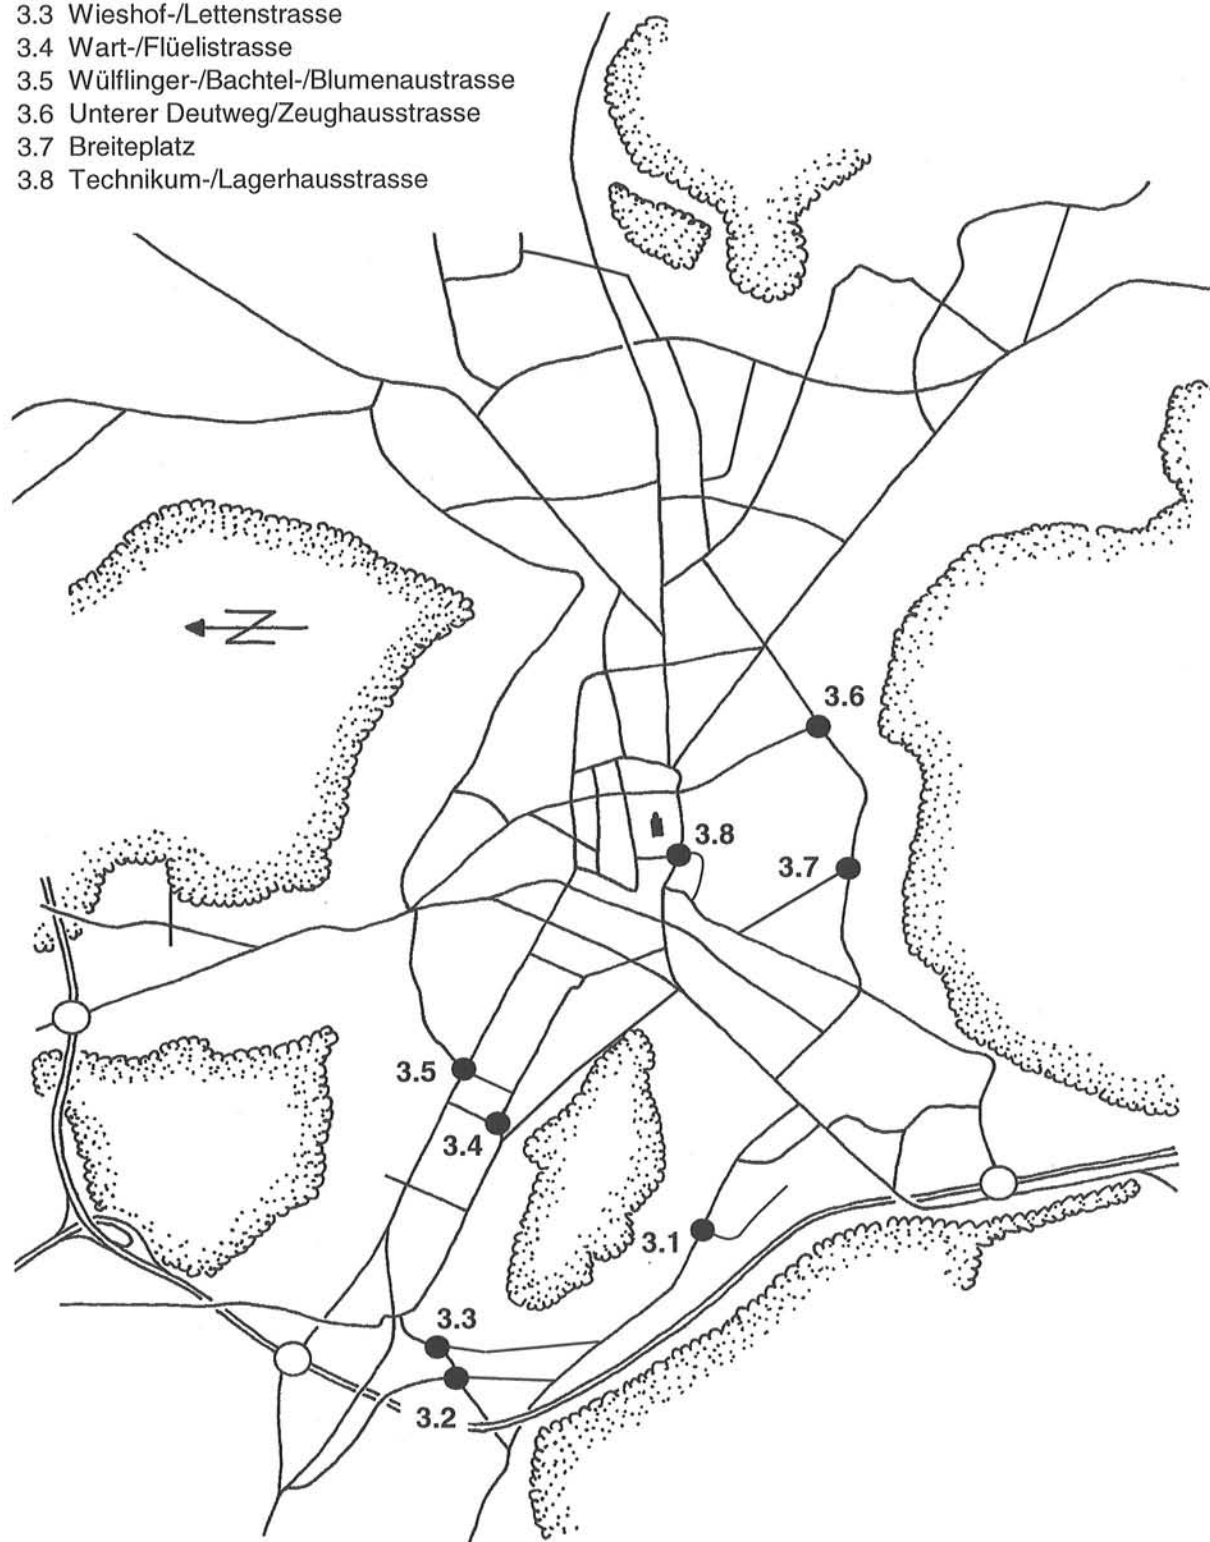 3.3 Wieshof-/Lettenstrasse
3.4 Wart-/Flüelistrasse
3.5 Wülflinger-/Bachtel-/Blumenaustrasse
3.6 Unterer Deutweg/Zeughausstrasse
3.7 Breiteplatz
3.8 Technikum-/Lagerhausstrasse
N
3.6
3.8
3.7
3.5
3.4
3.1
3.3
3.2